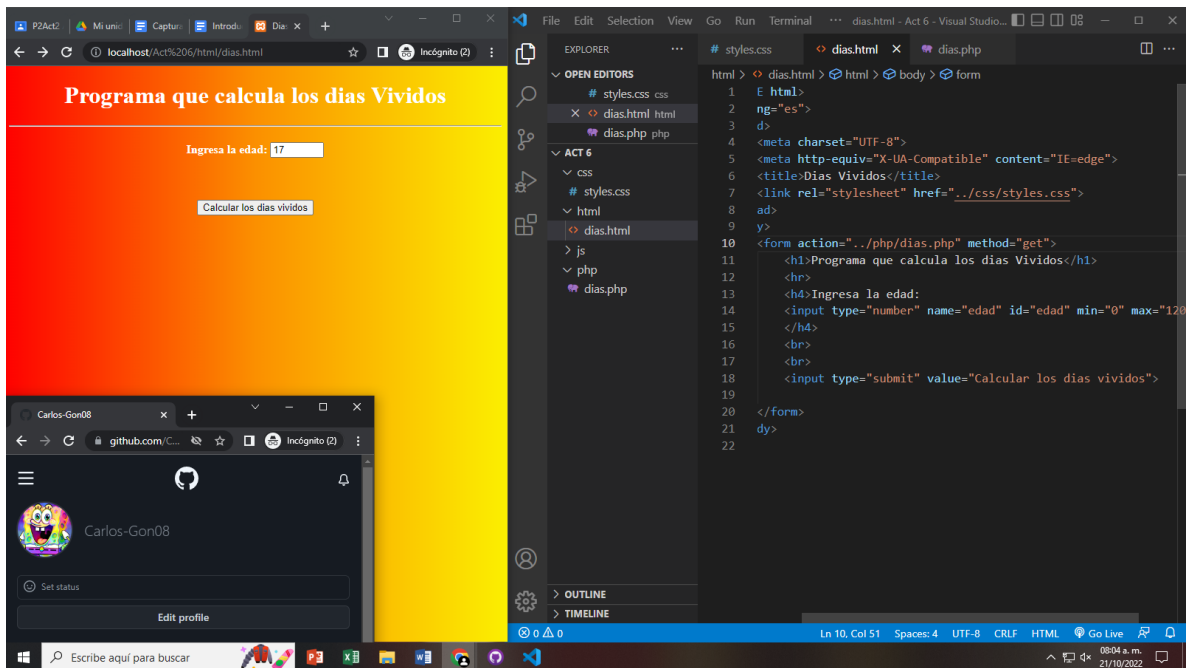 P2Act2
Mi unid
Captura
Introdu
Dias
localhost/Act%206/html/dias.html
Incógnito (2)
Programa que calcula los dias Vividos
Ingresa la edad: 17
Calcular los dias vividos
Carlos-Gon08
github.com/C...
Incógnito (2)
Carlos-Gon08
Set status
Edit profile
File Edit Selection View Go Run Terminal ··· dias.html - Act 6 - Visual Studio...
EXPLORER ···
OPEN EDITORS
# styles.css css
dias.html html
dias.php php
ACT 6
css
# styles.css
html
dias.html
js
php
dias.php
OUTLINE
TIMELINE
# styles.css dias.html dias.php
html > dias.html > html > body > form
1 E html>
2 ng="es">
3 d>
4 <meta charset="UTF-8">
5 <meta http-equiv="X-UA-Compatible" content="IE=edge">
6 <title>Dias Vividos</title>
7 <link rel="stylesheet" href="../css/styles.css">
8 ad>
9 y>
10 <form action="../php/dias.php" method="get">
11 <h1>Programa que calcula los dias Vividos</h1>
12 <hr>
13 <h4>Ingresa la edad:
14 <input type="number" name="edad" id="edad" min="0" max="120
15 </h4>
16 <br>
17 <br>
18 <input type="submit" value="Calcular los dias vividos">
19
20 </form>
21 dy>
22
0 0 Ln 10, Col 51 Spaces: 4 UTF-8 CRLF HTML Go Live
Escribe aquí para buscar
08:04 a. m.
21/10/2022